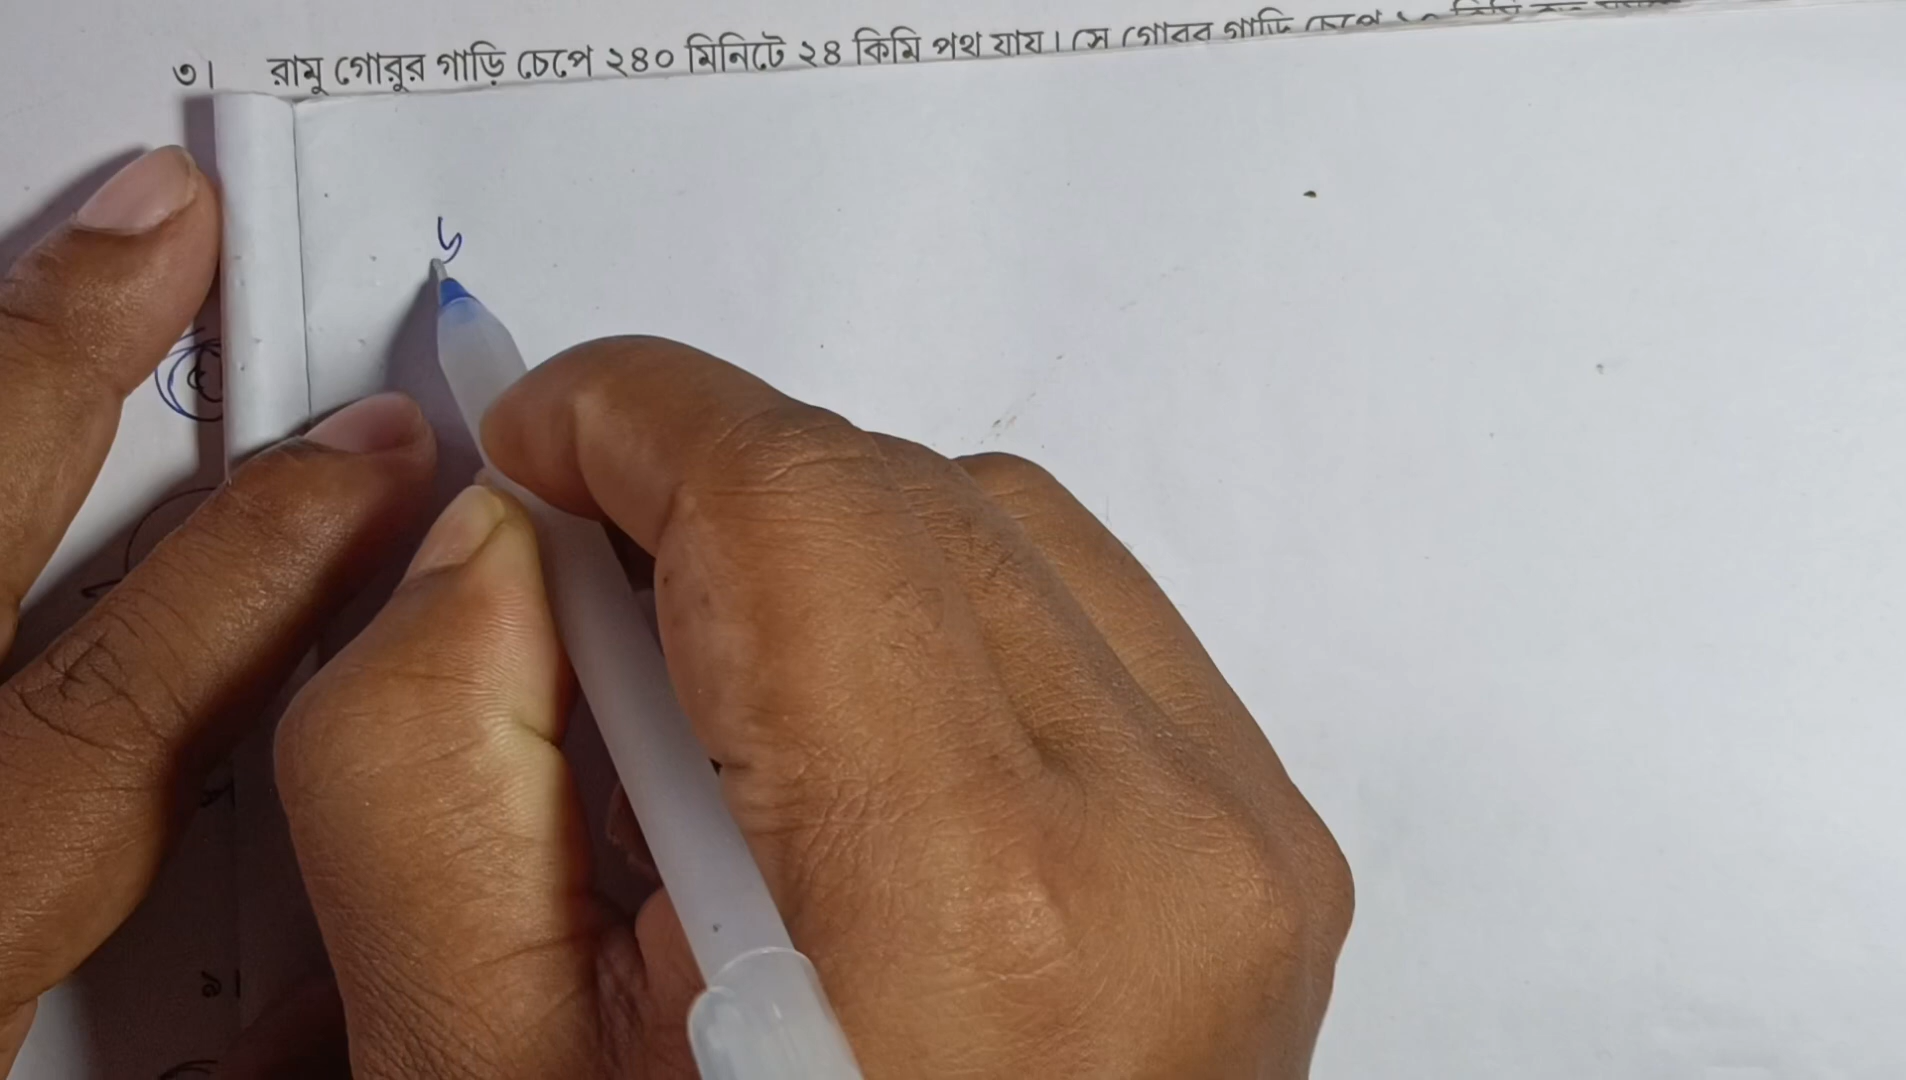 ৩। রামু গোরুর গাড়ি চেপে ২৪০ মিনিটে ২৪ কিমি পথ যায়। সে গোরুর গাড়ি চেপে
৬